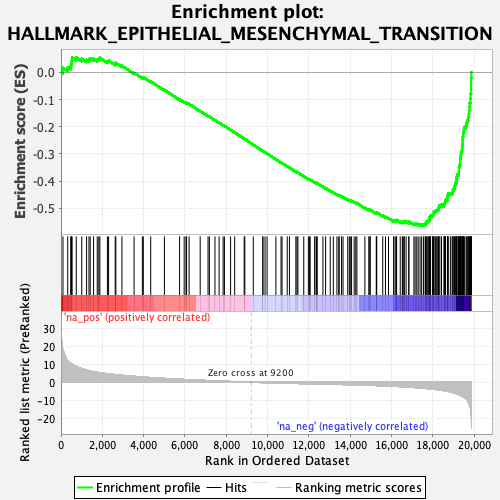 Enrichment plot:
HALLMARK_EPITHELIAL_MESENCHYMAL_TRANSITION
Enrichment score (ES)
0.0
-0.1
-0.2
-0.3
-0.4
-0.5
'na_pos' (positively correlated)
Ranked list metric (PreRanked)
30
20
10
0
-10
-20
Zero cross at 9200
'na_neg' (negatively correlated)
0
2,000
4,000
6,000
8,000
10,000
12,000
14,000
16,000
18,000
20,000
Rank in Ordered Dataset
Enrichment profile
Hits
Ranking metric scores